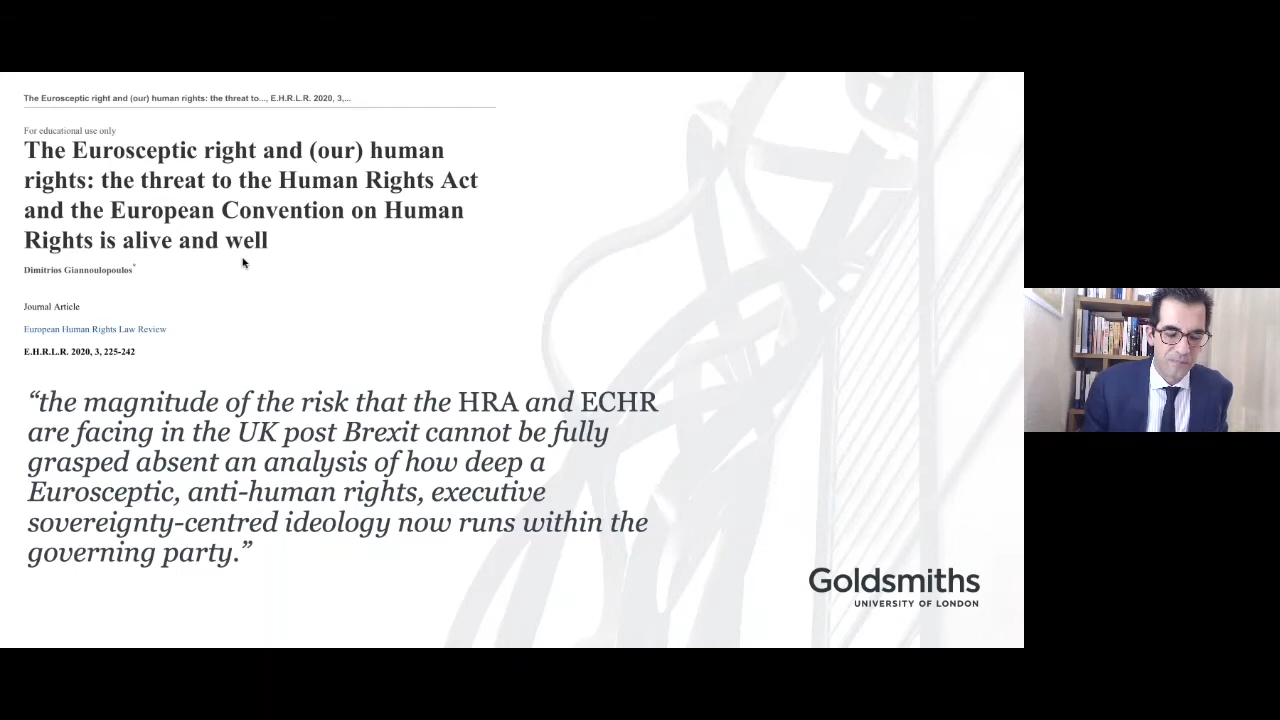 The Eurosceptic right and (our) human rights: the threat to..., E.H.R.L.R. 2020, 3,...
For educational use only
The Eurosceptic right and (our) human
rights: the threat to the Human Rights Act
and the European Convention on Human
Rights is alive and well
Dimitrios Giannoulopoulos*
Journal Article
European Human Rights Law Review
E.H.R.L.R. 2020, 3, 225-242
“the magnitude of the risk that the HRA and ECHR
are facing in the UK post Brexit cannot be fully
grasped absent an analysis of how deep a
Eurosceptic, anti-human rights, executive
sovereignty-centred ideology now runs within the
governing party.”
Goldsmiths
UNIVERSITY OF LONDON